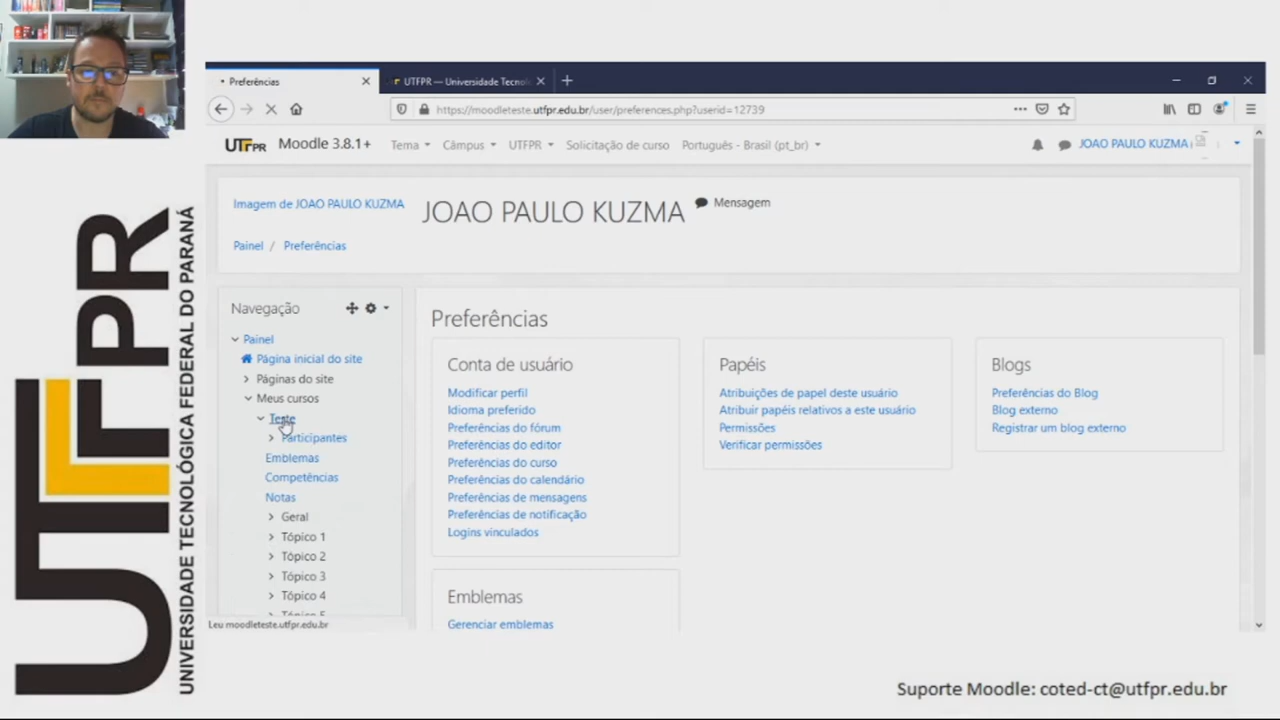 Preferências
UTFPR — Universidade Tecnol
https://moodleteste.utfpr.edu.br/user/preferences.php?userid=12739
UTFPR Moodle 3.8.1+ Tema Câmpus UTFPR Solicitação de curso Português - Brasil (pt_br) JOAO PAULO KUZMA
Imagem de JOAO PAULO KUZMA
JOAO PAULO KUZMA
Mensagem
Painel / Preferências
Navegação
Painel
Página inicial do site
Páginas do site
Meus cursos
Teste
Participantes
Emblemas
Competências
Notas
Geral
Tópico 1
Tópico 2
Tópico 3
Tópico 4
Tópico 5
Leu moodleteste.utfpr.edu.br
Preferências
Conta de usuário
Modificar perfil
Idioma preferido
Preferências do fórum
Preferências do editor
Preferências do curso
Preferências do calendário
Preferências de mensagens
Preferências de notificação
Logins vinculados
Papéis
Atribuições de papel deste usuário
Atribuir papéis relativos a este usuário
Permissões
Verificar permissões
Blogs
Preferências do Blog
Blog externo
Registrar um blog externo
Emblemas
Gerenciar emblemas
UTFPR
UNIVERSIDADE TECNOLÓGICA FEDERAL DO PARANÁ
Suporte Moodle: coted-ct@utfpr.edu.br